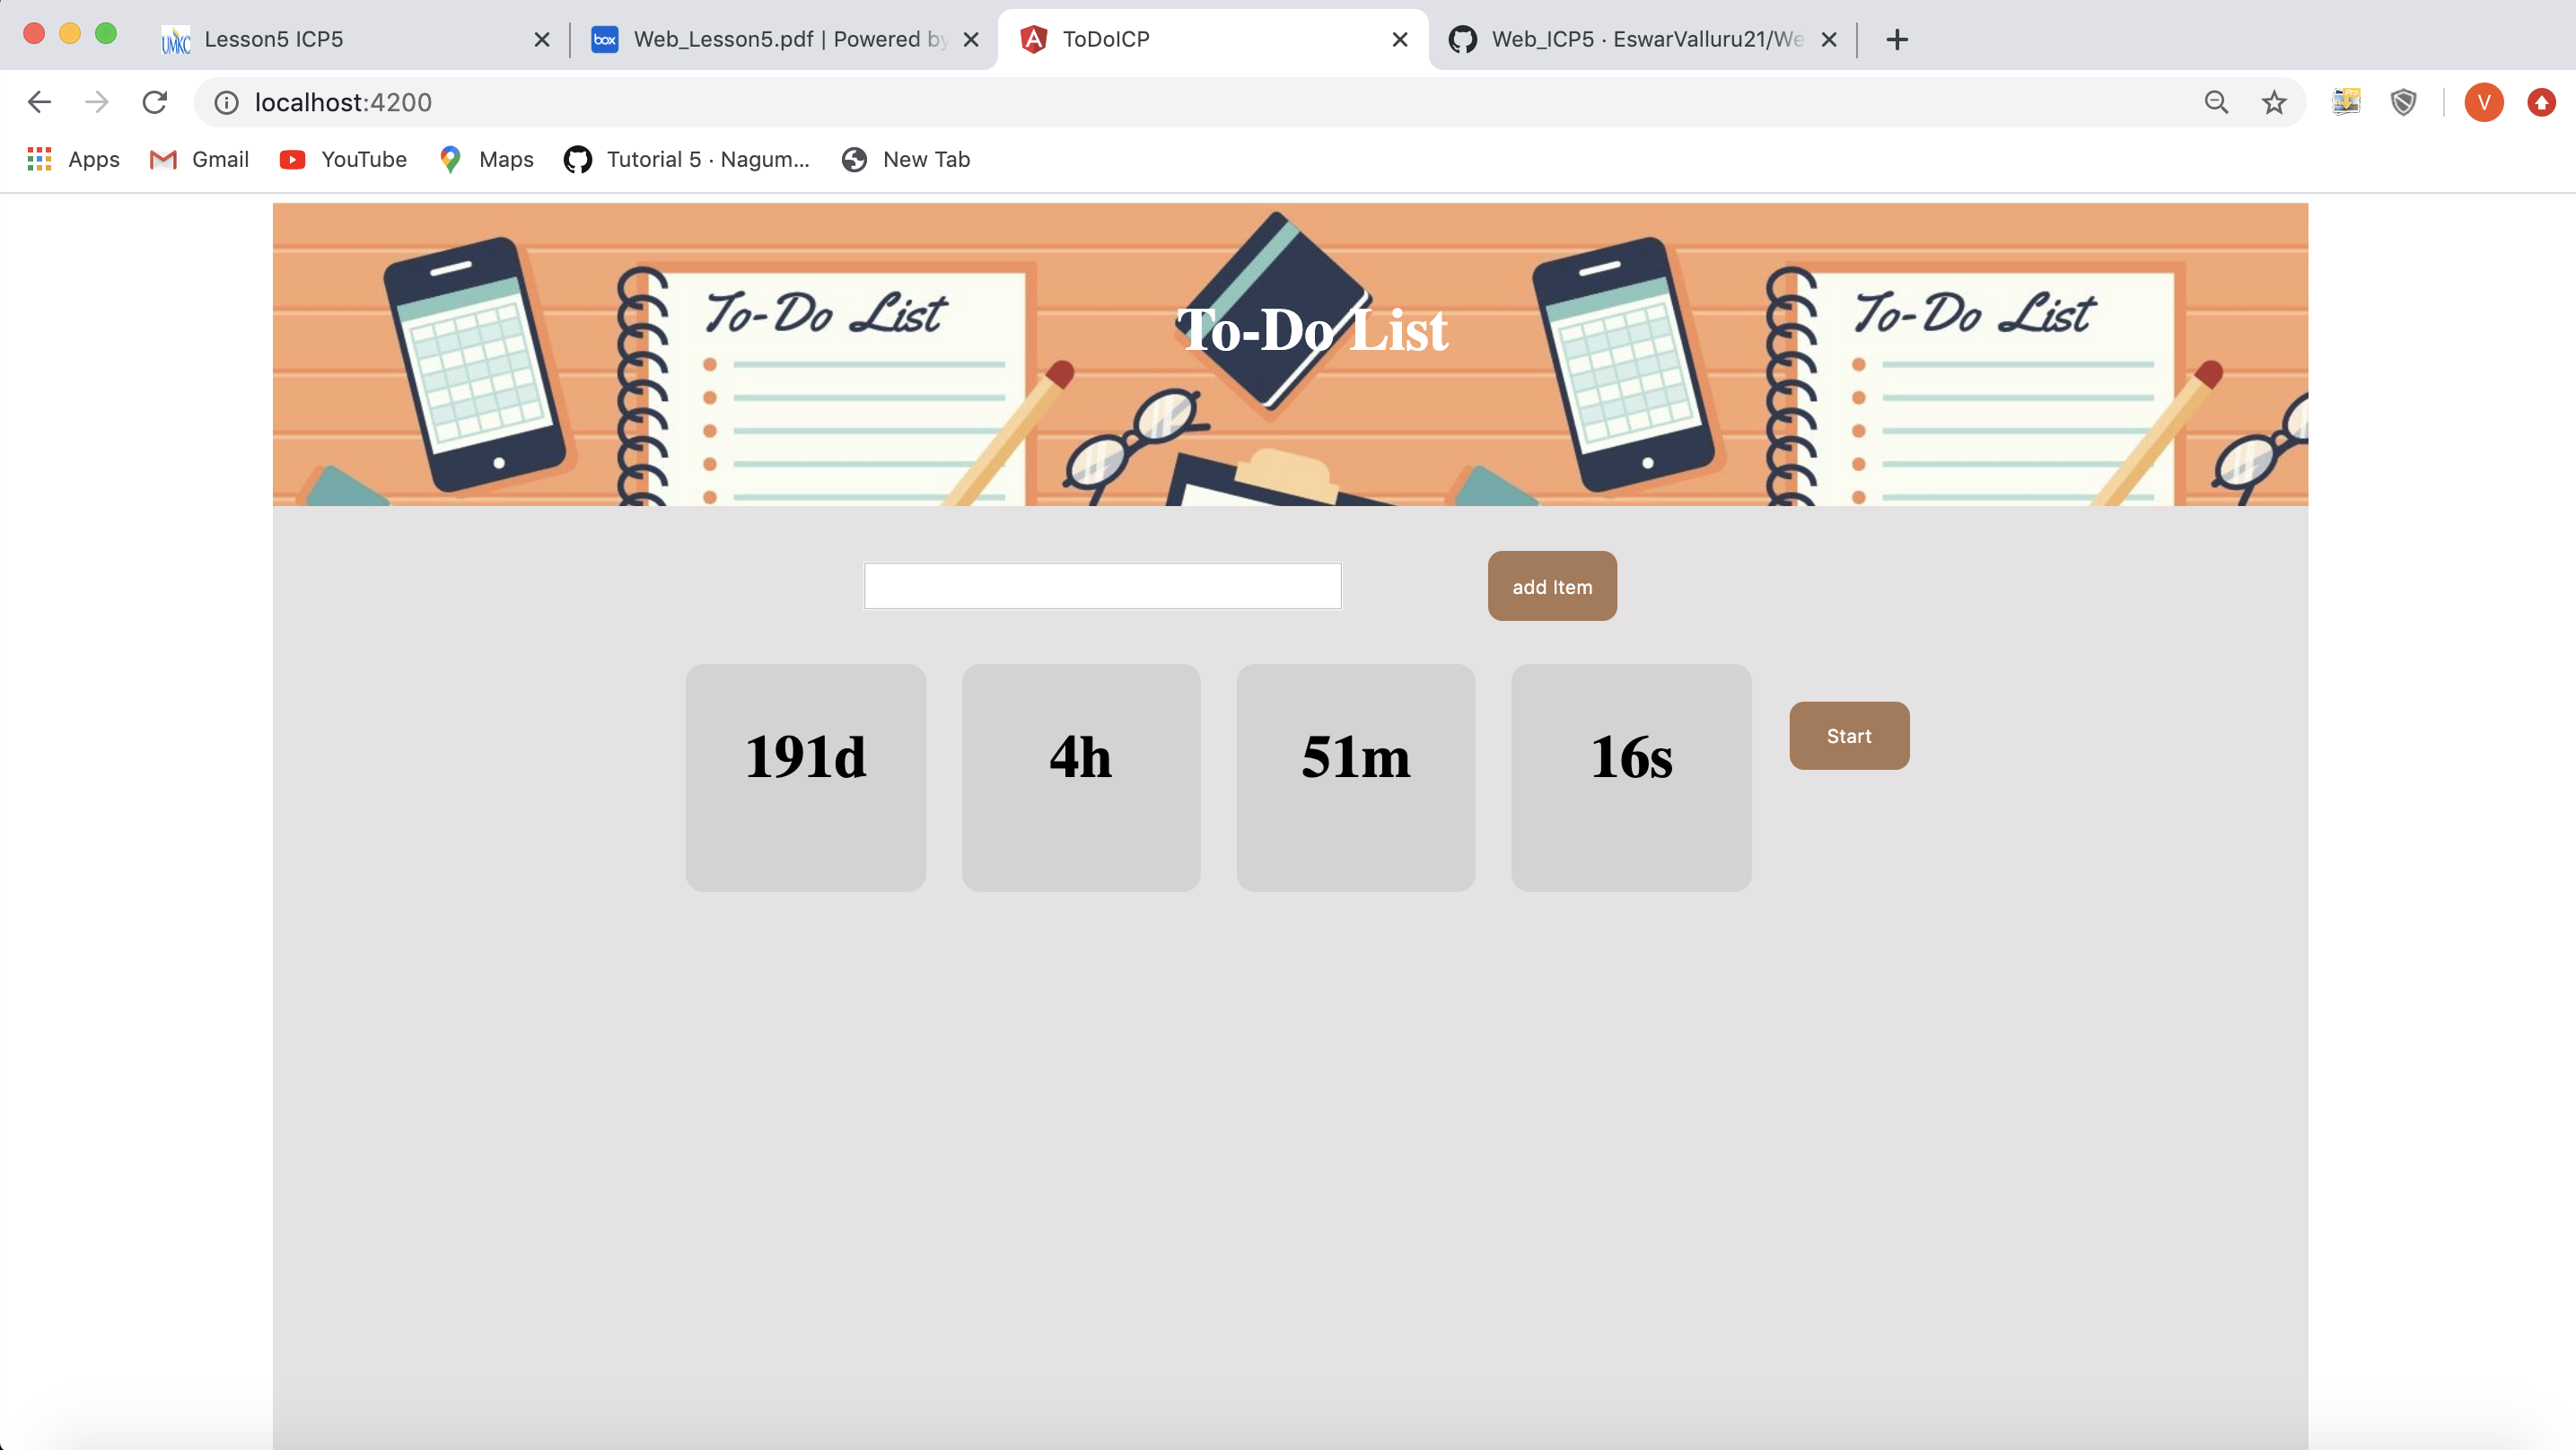 Lesson5 ICP5
box
Web_Lesson5.pdf | Powered by
ToDoICP
Web_ICP5 · EswarValluru21/We
localhost:4200
V
Apps
Gmail
YouTube
Maps
Tutorial 5 · Nagum...
New Tab
To-Do List
To-Do List
To-Do List
add Item
191d
4h
51m
16s
Start